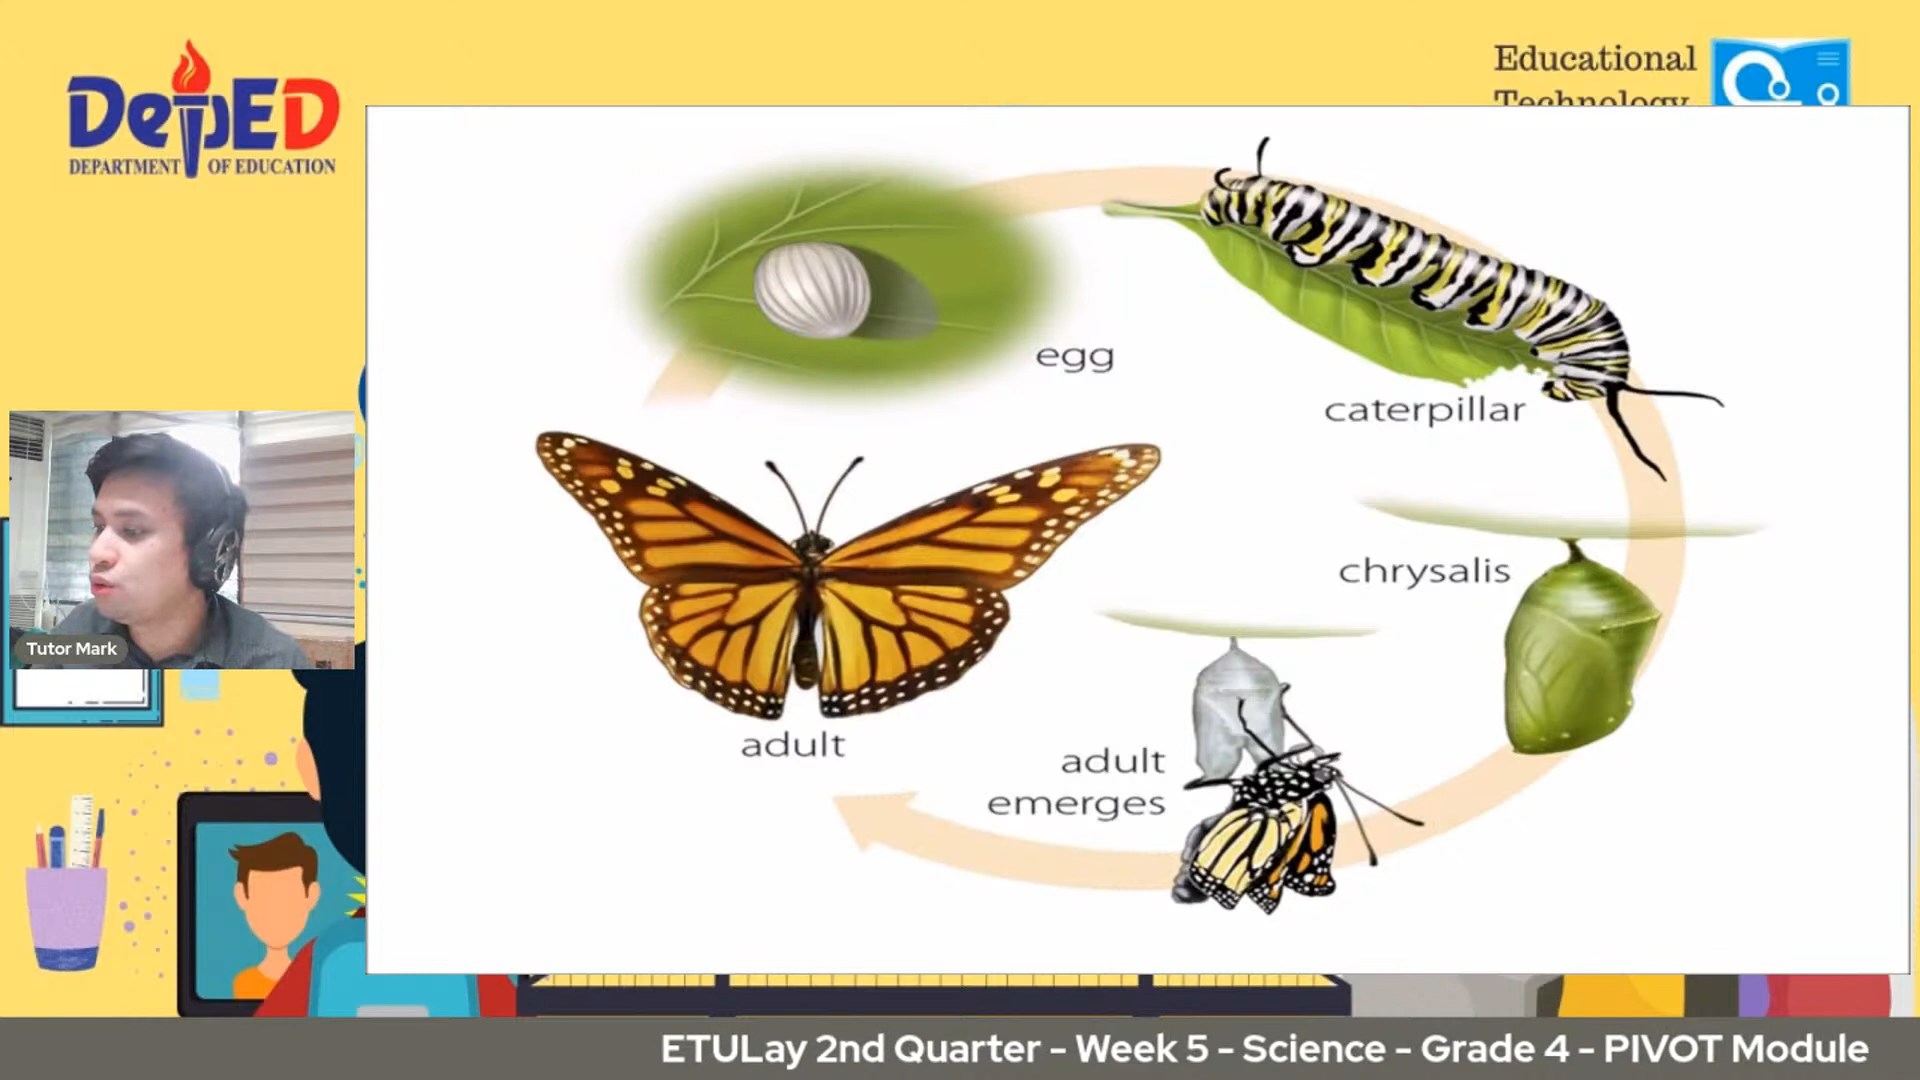 DepED
DEPARTMENT OF EDUCATION
Educational
Technology
egg
caterpillar
chrysalis
adult
adult
emerges
Tutor Mark
ETULay 2nd Quarter - Week 5 - Science - Grade 4 - PIVOT Module